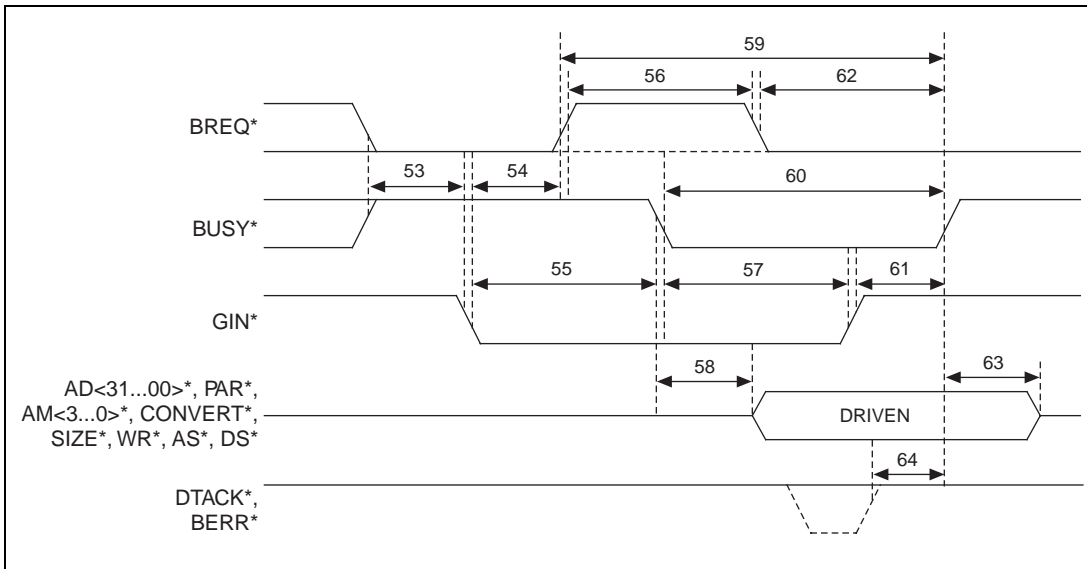 59
56
62
BREQ*
53
54
60
BUSY*
55
57
61
GIN*
58
63
AD<31...00>*, PAR*,
AM<3...0>*, CONVERT*,
SIZE*, WR*, AS*, DS*
DRIVEN
64
DTACK*,
BERR*